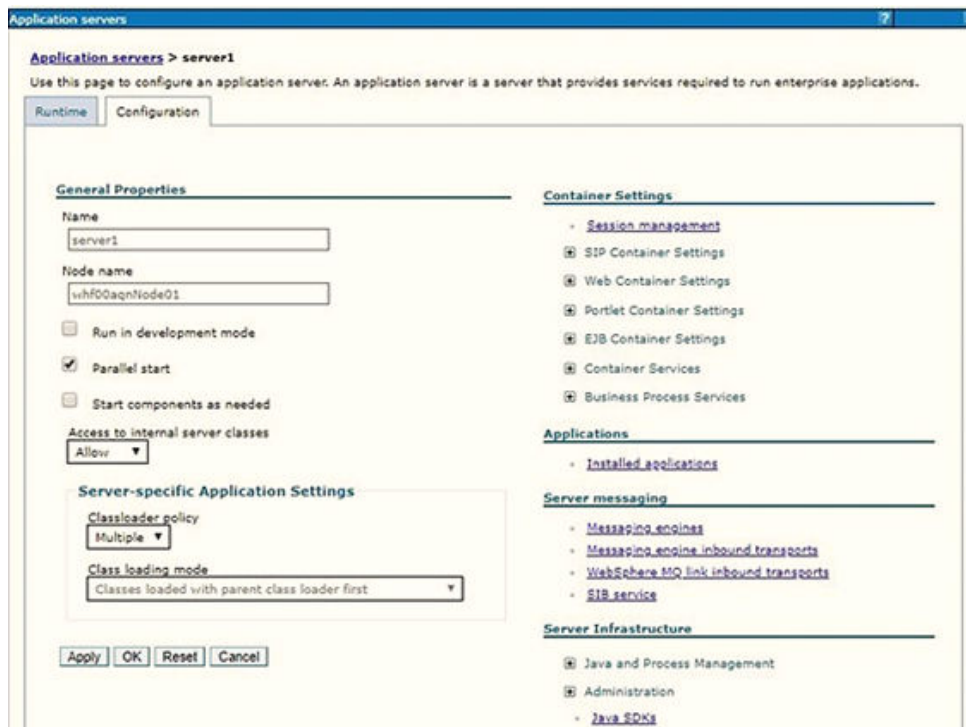 Application servers
?
Application servers > server1
Use this page to configure an application server. An application server is a server that provides services required to run enterprise applications.
Runtime
Configuration
General Properties
Name
server1
Node name
whf00aqnNode01
Run in development mode
Parallel start
Start components as needed
Access to internal server classes
Allow
Server-specific Application Settings
Classloader policy
Multiple
Class loading mode
Classes loaded with parent class loader first
Apply
OK
Reset
Cancel
Container Settings
Session management
SIP Container Settings
Web Container Settings
Portlet Container Settings
EJB Container Settings
Container Services
Business Process Services
Applications
Installed applications
Server messaging
Messaging engines
Messaging engine inbound transports
WebSphere MQ link inbound transports
SIB service
Server Infrastructure
Java and Process Management
Administration
Java SDKs